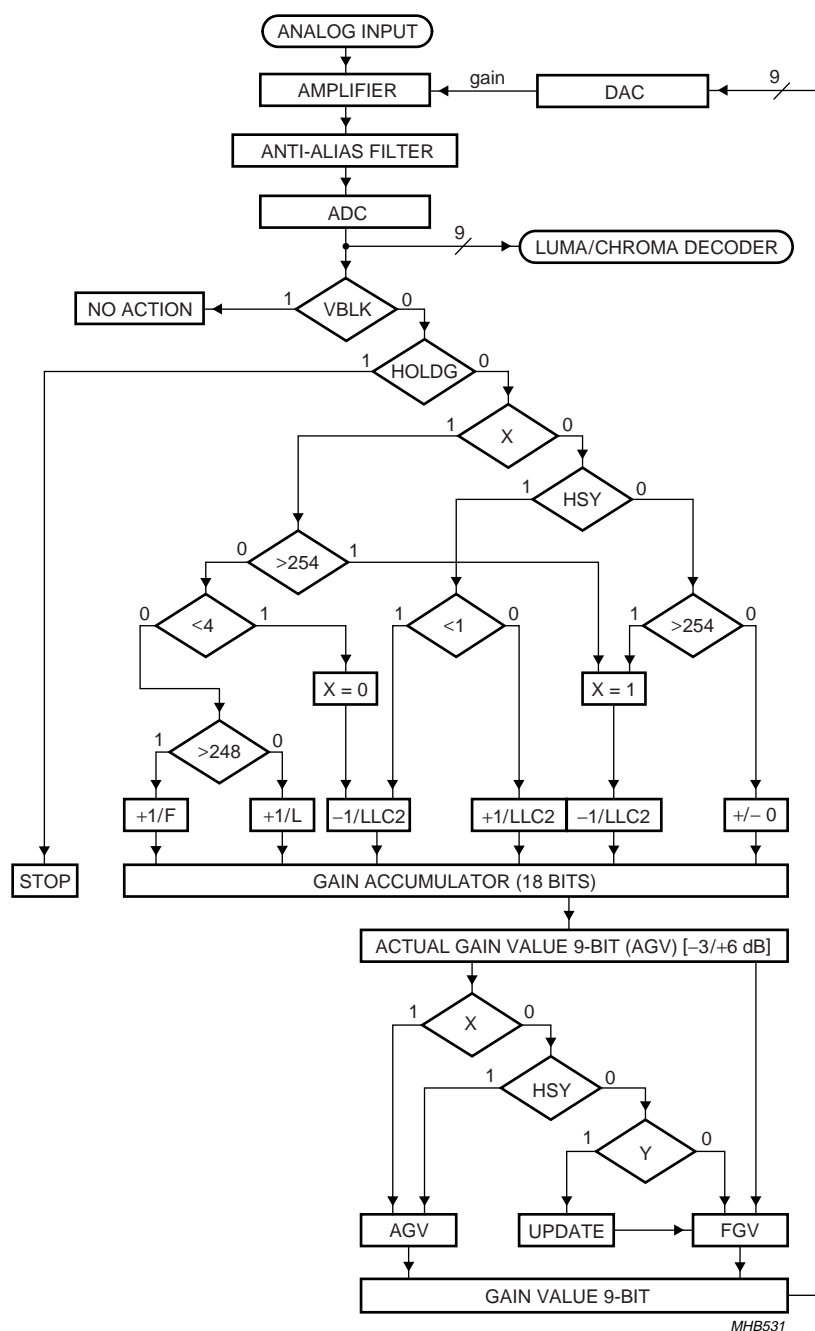 ANALOG INPUT
AMPLIFIER
gain
DAC
9
ANTI-ALIAS FILTER
ADC
9
LUMA/CHROMA DECODER
NO ACTION
1
VBLK
0
1
HOLDG
0
1
X
0
1
HSY
0
0
>254
1
0
<4
1
1
<1
0
1
>254
0
X = 0
X = 1
1
>248
0
+1/F
+1/L
−1/LLC2
+1/LLC2
−1/LLC2
+/− 0
STOP
GAIN ACCUMULATOR (18 BITS)
ACTUAL GAIN VALUE 9-BIT (AGV) [−3/+6 dB]
1
X
0
1
HSY
0
1
Y
0
AGV
UPDATE
FGV
GAIN VALUE 9-BIT
MHB531